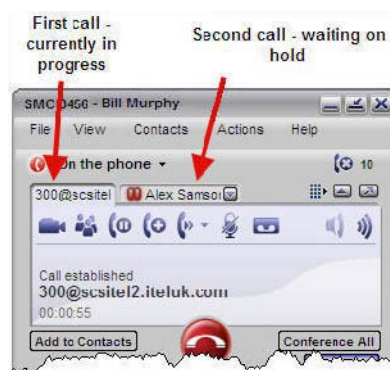 First call -
currently in
progress
Second call - waiting on
hold
SMC 0456 - Bill Murphy
File View Contacts Actions Help
On the phone 10
300@scsitel Alex Samsor
Call established
300@scsitel2.iteluk.com
00:00:55
Add to Contacts Conference All